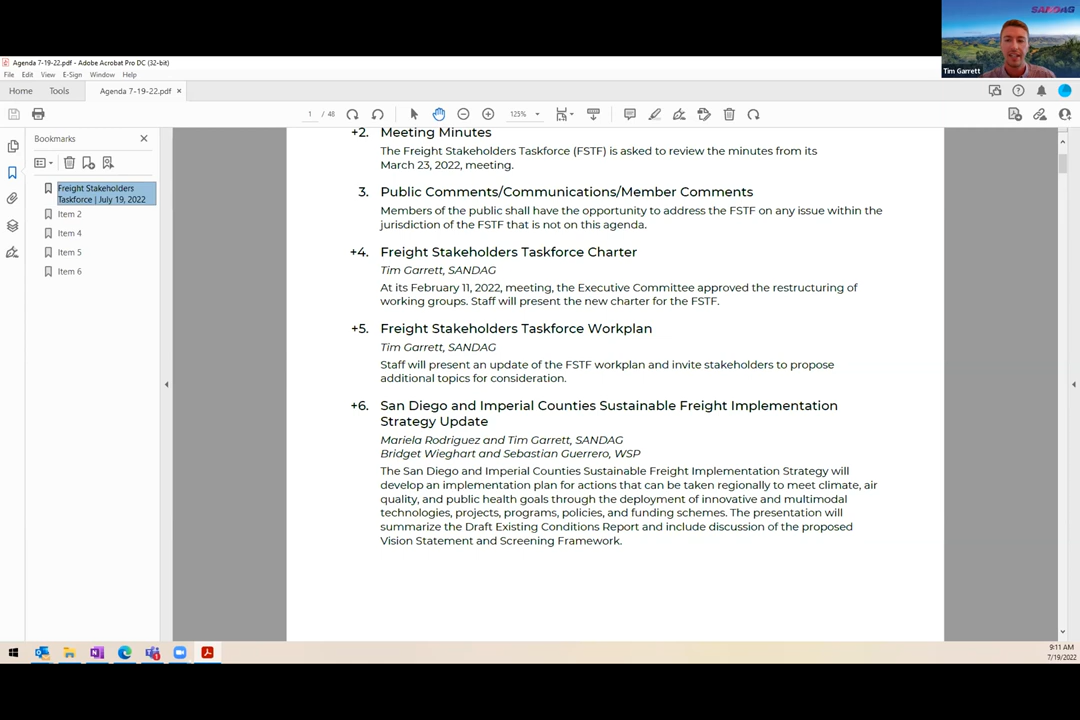 SANDAG
Tim Garrett
Agenda 7-19-22.pdf - Adobe Acrobat Pro DC (32-bit)
File Edit View E-Sign Window Help
Home Tools Agenda 7-19-22.pdf ×
1 / 48 125%
Bookmarks
Freight Stakeholders
Taskforce | July 19, 2022
Item 2
Item 4
Item 5
Item 6
+2. Meeting Minutes
The Freight Stakeholders Taskforce (FSTF) is asked to review the minutes from its
March 23, 2022, meeting.
3. Public Comments/Communications/Member Comments
Members of the public shall have the opportunity to address the FSTF on any issue within the
jurisdiction of the FSTF that is not on this agenda.
+4. Freight Stakeholders Taskforce Charter
Tim Garrett, SANDAG
At its February 11, 2022, meeting, the Executive Committee approved the restructuring of
working groups. Staff will present the new charter for the FSTF.
+5. Freight Stakeholders Taskforce Workplan
Tim Garrett, SANDAG
Staff will present an update of the FSTF workplan and invite stakeholders to propose
additional topics for consideration.
+6. San Diego and Imperial Counties Sustainable Freight Implementation
Strategy Update
Mariela Rodriguez and Tim Garrett, SANDAG
Bridget Wieghart and Sebastian Guerrero, WSP
The San Diego and Imperial Counties Sustainable Freight Implementation Strategy will
develop an implementation plan for actions that can be taken regionally to meet climate, air
quality, and public health goals through the deployment of innovative and multimodal
technologies, projects, programs, policies, and funding schemes. The presentation will
summarize the Draft Existing Conditions Report and include discussion of the proposed
Vision Statement and Screening Framework.
9:11 AM
7/19/2022